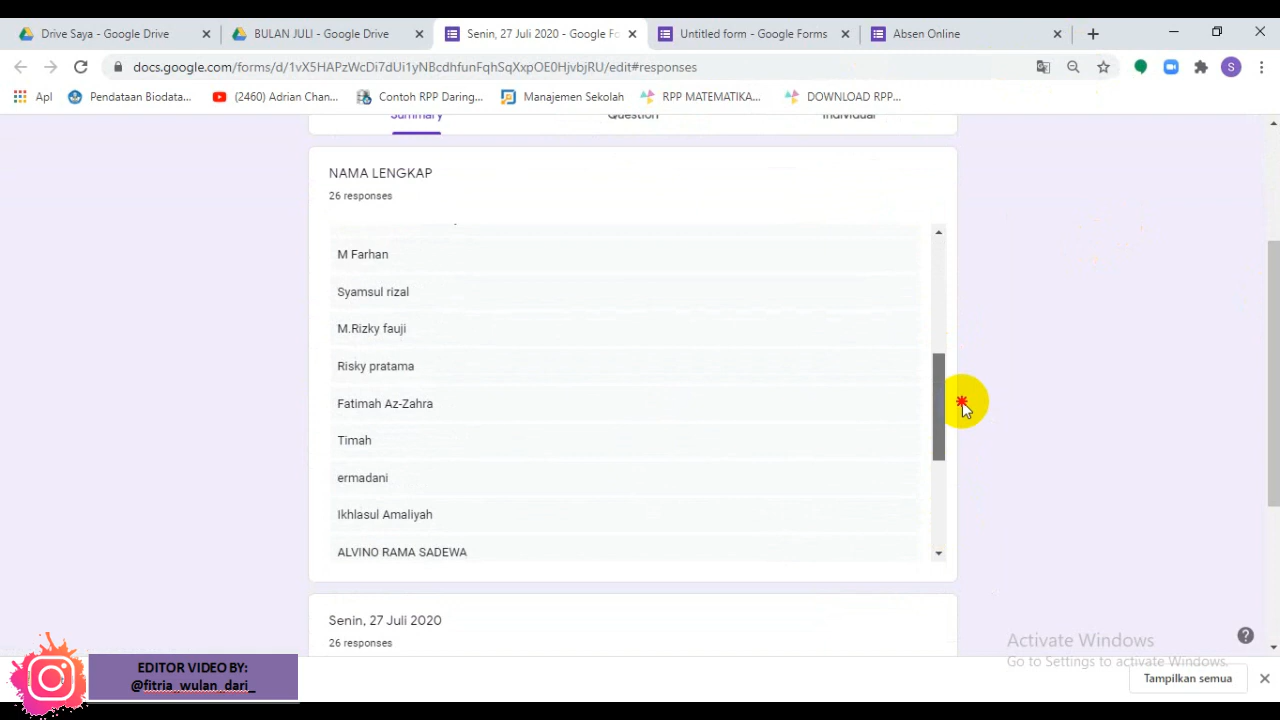 Drive Saya - Google Drive
BULAN JULI - Google Drive
Senin, 27 Juli 2020 - Google Fo
Untitled form - Google Forms
Absen Online
docs.google.com/forms/d/1vX5HAPzWcDi7dUi1yNBcdhfunFqhSqXxpOE0HjvbjRU/edit#responses
S
Apl
Pendataan Biodata...
(2460) Adrian Chan...
Contoh RPP Daring...
Manajemen Sekolah
RPP MATEMATIKA...
DOWNLOAD RPP...
Summary
Question
Individual
NAMA LENGKAP
26 responses
M Farhan
Syamsul rizal
M.Rizky fauji
Risky pratama
Fatimah Az-Zahra
Timah
ermadani
Ikhlasul Amaliyah
ALVINO RAMA SADEWA
Senin, 27 Juli 2020
26 responses
Activate Windows
Go to Settings to activate Windows.
Tampilkan semua
EDITOR VIDEO BY:
@fitria_wulan_dari_